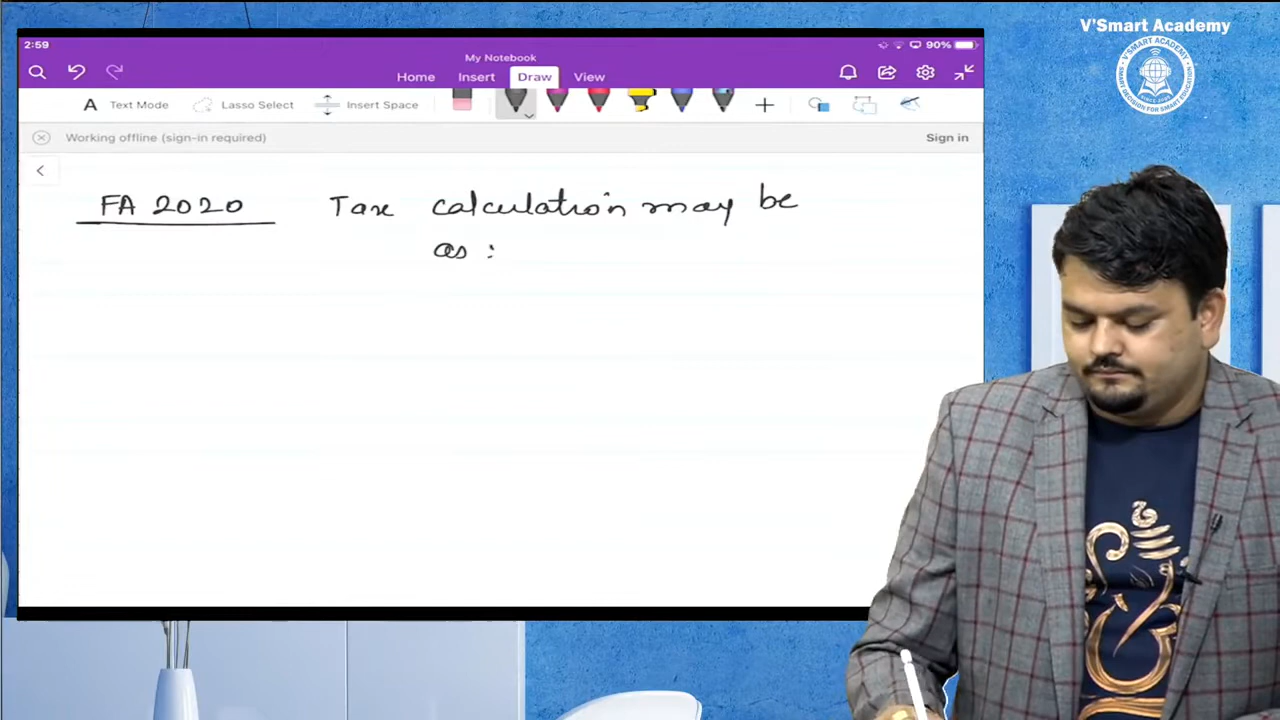 V'Smart Academy
2:59
90%
My Notebook
Home Insert Draw View
A Text Mode Lasso Select Insert Space
Working offline (sign-in required) Sign in
FA 2020 Tax calculation may be
as :